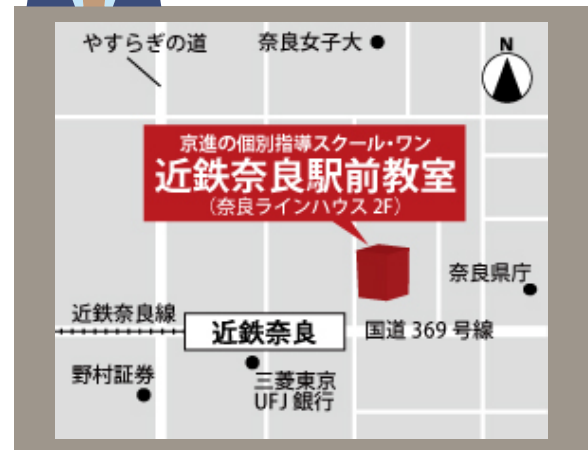 やすらぎの道
奈良女子大
N
京進の個別指導スクール・ワン
近鉄奈良駅前教室
(奈良ラインハウス 2F)
奈良県庁
近鉄奈良線
近鉄奈良
国道 369 号線
野村証券
三菱東京
UFJ 銀行